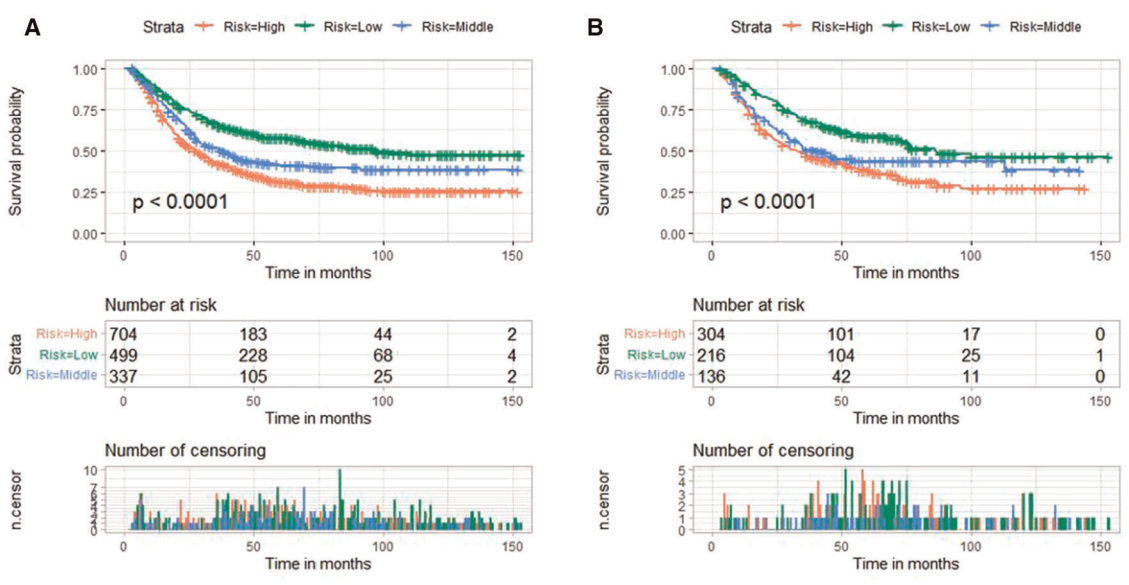 A
Strata Risk=High Risk=Low Risk=Middle
Survival probability
1.00
0.75
0.50
0.25
0.00
p < 0.0001
0 50 100 150
Time in months
Number at risk
Strata
Risk=High 704 183 44 2
Risk=Low 499 228 68 4
Risk=Middle 337 105 25 2
0 50 100 150
Time in months
Number of censoring
n.censor
10
7
0
0 50 100 150
Time in months
B
Strata Risk=High Risk=Low Risk=Middle
Survival probability
1.00
0.75
0.50
0.25
0.00
p < 0.0001
0 50 100 150
Time in months
Number at risk
Strata
Risk=High 304 101 17 0
Risk=Low 216 104 25 1
Risk=Middle 136 42 11 0
0 50 100 150
Time in months
Number of censoring
n.censor
5
4
3
2
1
0
0 50 100 150
Time in months